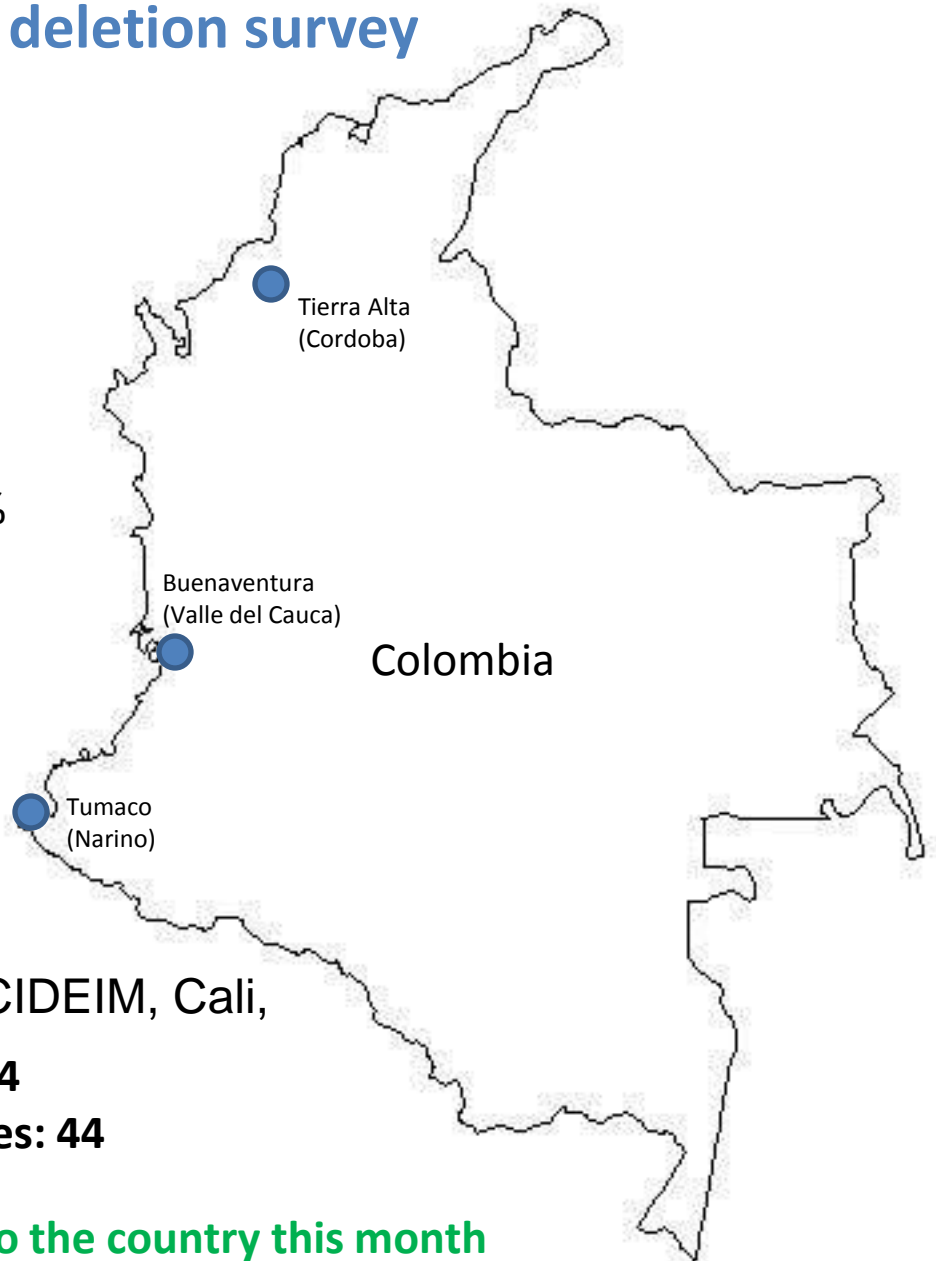 deletion survey
Tierra Alta
(Cordoba)
%
Buenaventura
(Valle del Cauca)
Colombia
Tumaco
(Narino)
CIDEIM, Cali,
4
es: 44
o the country this month